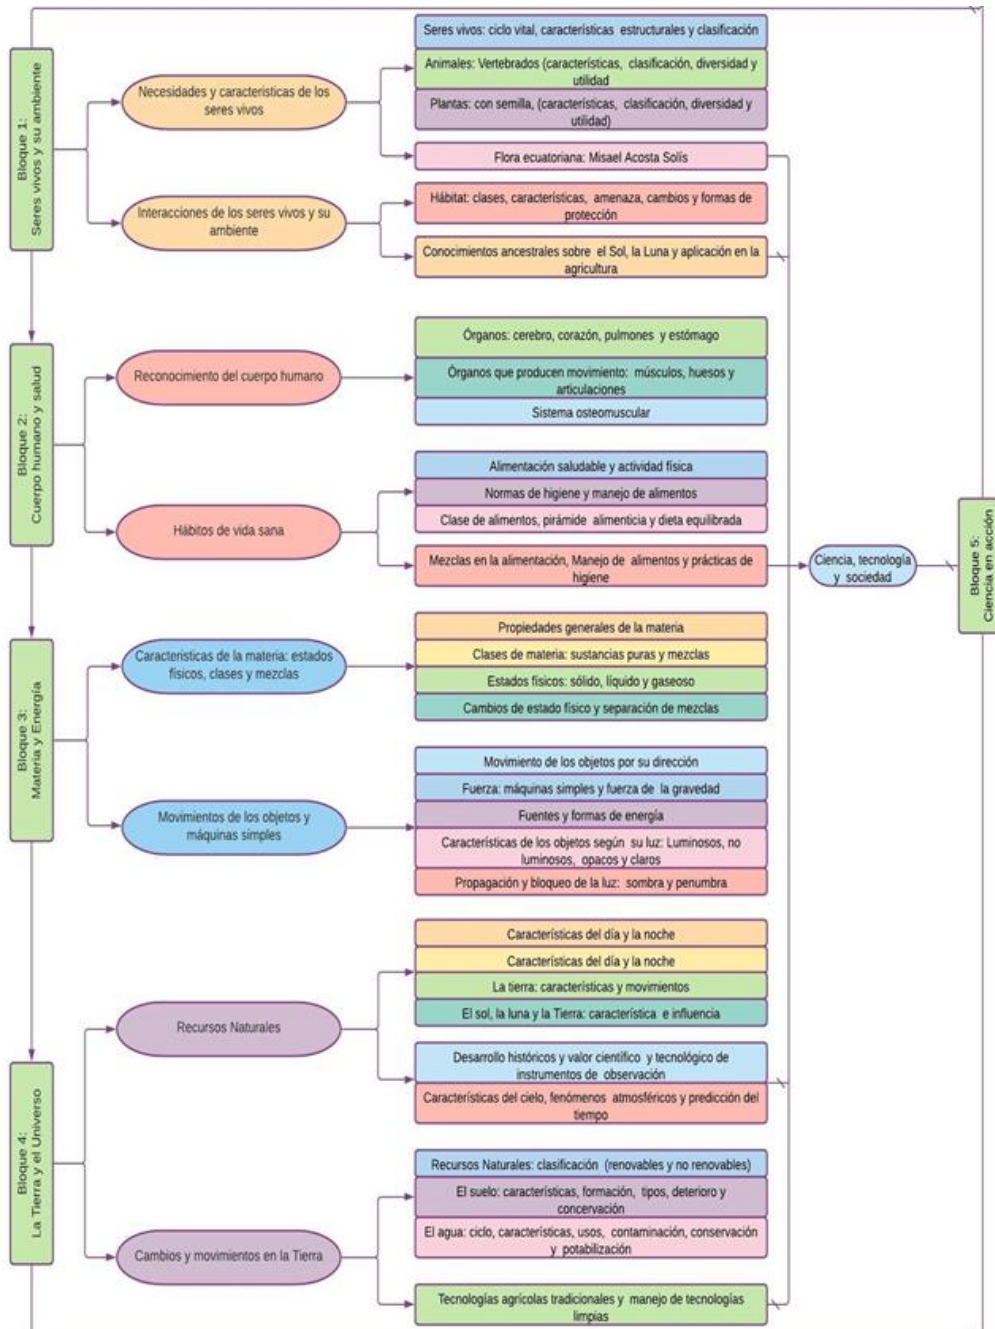 Bloque 1:
Seres vivos y su ambiente
Necesidades y características de los
seres vivos
Seres vivos: ciclo vital, características estructurales y clasificación
Animales: Vertebrados (características, clasificación, diversidad y
utilidad
Plantas: con semilla, (características, clasificación, diversidad y
utilidad)
Flora ecuatoriana: Misael Acosta Solís
Interacciones de los seres vivos y su
ambiente
Hábitat: clases, características, amenaza, cambios y formas de
protección
Conocimientos ancestrales sobre el Sol, la Luna y aplicación en la
agricultura
Bloque 2:
Cuerpo humano y salud
Reconocimiento del cuerpo humano
Órganos: cerebro, corazón, pulmones y estómago
Órganos que producen movimiento: músculos, huesos y
articulaciones
Sistema osteomuscular
Hábitos de vida sana
Alimentación saludable y actividad física
Normas de higiene y manejo de alimentos
Clase de alimentos, pirámide alimenticia y dieta equilibrada
Mezclas en la alimentación, Manejo de alimentos y prácticas de
higiene
Ciencia, tecnología
y sociedad
Bloque 5:
Ciencia en acción
Bloque 3:
Materia y Energía
Caracteristicas de la materia: estados
físicos, clases y mezclas
Propiedades generales de la materia
Clases de materia: sustancias puras y mezclas
Estados físicos: sólido, líquido y gaseoso
Cambios de estado físico y separación de mezclas
Movimientos de los objetos y
máquinas simples
Movimiento de los objetos por su dirección
Fuerza: máquinas simples y fuerza de la gravedad
Fuentes y formas de energía
Características de los objetos según su luz: Luminosos, no
luminosos, opacos y claros
Propagación y bloqueo de la luz: sombra y penumbra
Bloque 4:
La Tierra y el Universo
Recursos Naturales
Características del día y la noche
Características del día y la noche
La tierra: características y movimientos
El sol, la luna y la Tierra: característica e influencia
Desarrollo históricos y valor científico y tecnológico de
instrumentos de observación
Características del cielo, fenómenos atmosféricos y predicción del
tiempo
Cambios y movimientos en la Tierra
Recursos Naturales: clasificación (renovables y no renovables)
El suelo: características, formación, tipos, deterioro y
concervación
El agua: ciclo, características, usos, contaminación, conservación
y potabilización
Tecnologías agrícolas tradicionales y manejo de tecnologías
limpias